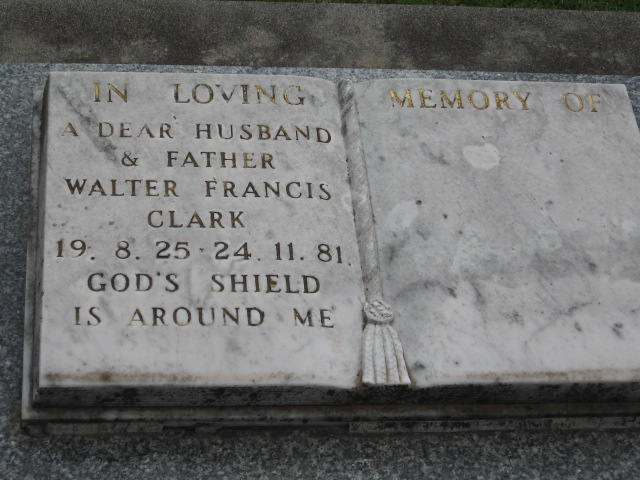 IN LOVING MEMORY OF
A DEAR HUSBAND
& FATHER
WALTER FRANCIS
CLARK
19. 8. 25 · 24. 11. 81.
GOD'S SHIELD
IS AROUND ME